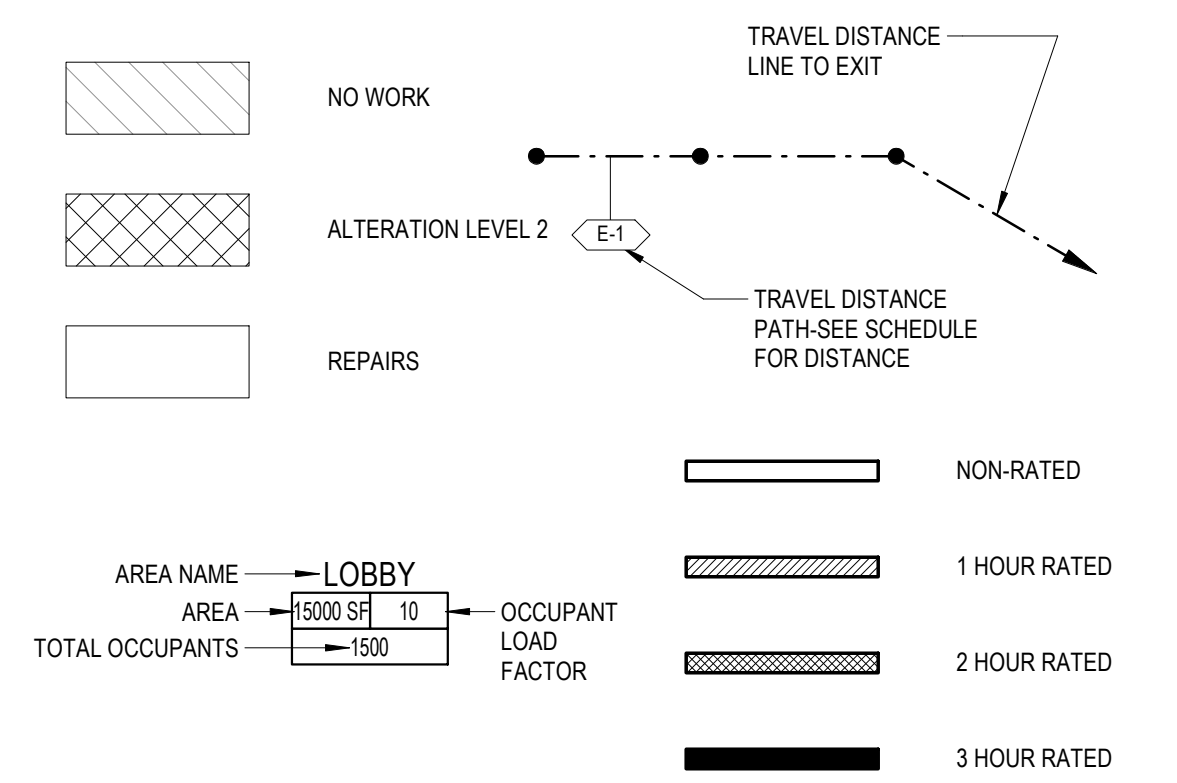 TRAVEL DISTANCE
LINE TO EXIT
NO WORK
ALTERATION LEVEL 2
E-1
TRAVEL DISTANCE
PATH-SEE SCHEDULE
FOR DISTANCE
REPAIRS
NON-RATED
1 HOUR RATED
2 HOUR RATED
3 HOUR RATED
AREA NAME
LOBBY
AREA
15000 SF
10
OCCUPANT
LOAD
FACTOR
TOTAL OCCUPANTS
1500